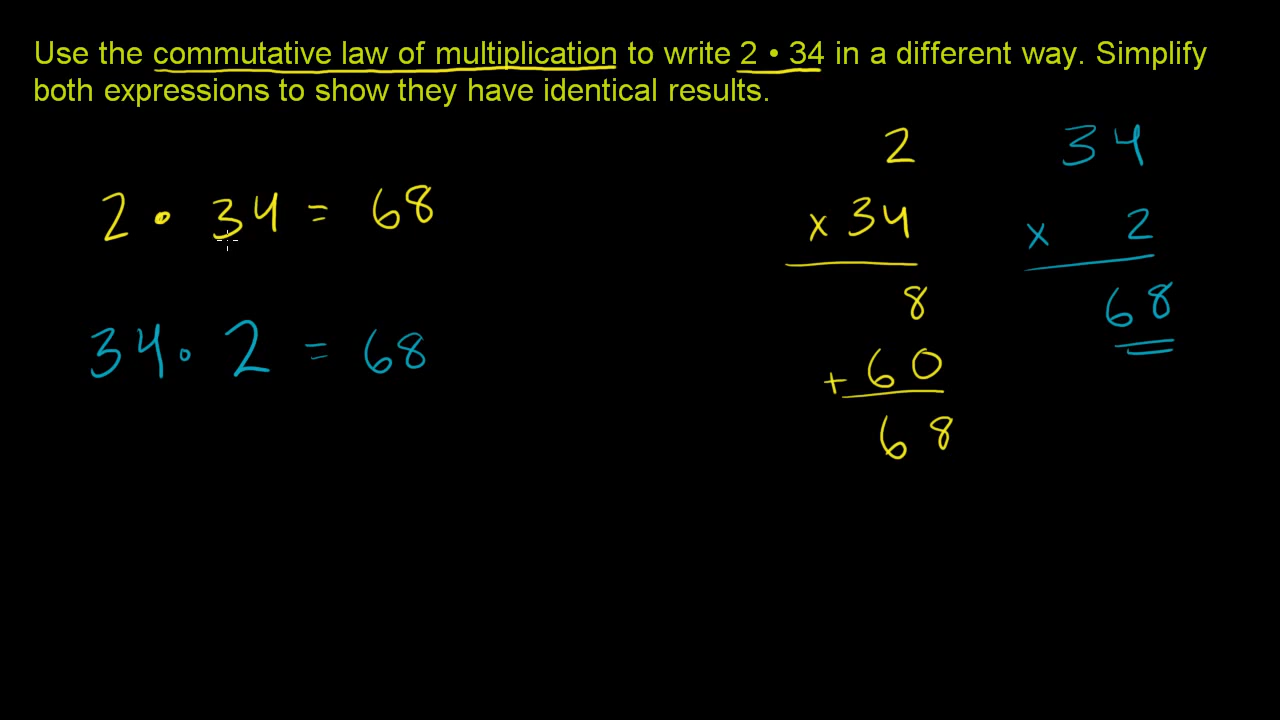 Use the commutative law of multiplication to write 2 • 34 in a different way. Simplify
both expressions to show they have identical results.
2 • 34 = 68
34 • 2 = 68
2
x 34
8
+ 60
68
34
x 2
68